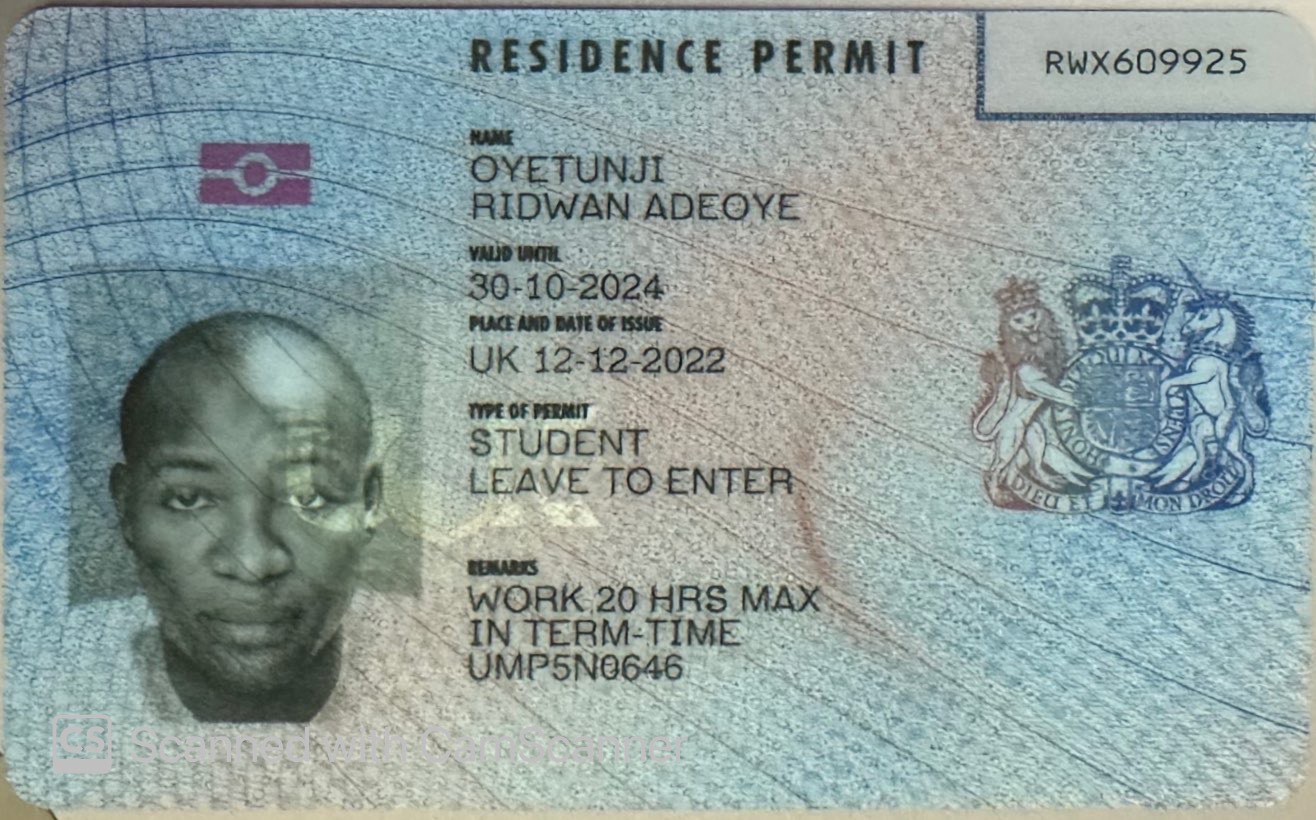 RESIDENCE PERMIT
RWX609925
NAME
OYETUNJI
RIDWAN ADEOYE
VALID UNTIL
30-10-2024
PLACE AND DATE OF ISSUE
UK 12-12-2022
TYPE OF PERMIT
STUDENT
LEAVE TO ENTER
REMARKS
WORK 20 HRS MAX
IN TERM-TIME
UMP5N0646
DIEU ET MON DROIT
CS Scanned with CamScanner